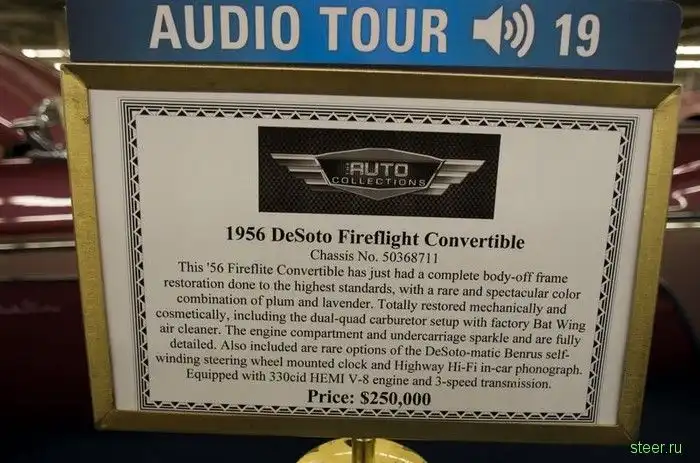 AUDIO TOUR 19
THE AUTO
COLLECTIONS
1956 DeSoto Fireflight Convertible
Chassis No. 50368711
This '56 Fireflite Convertible has just had a complete body-off frame
restoration done to the highest standards, with a rare and spectacular color
combination of plum and lavender. Totally restored mechanically and
cosmetically, including the dual-quad carburetor setup with factory Bat Wing
air cleaner. The engine compartment and undercarriage sparkle and are fully
detailed. Also included are rare options of the DeSoto-matic Benrus self-
winding steering wheel mounted clock and Highway Hi-Fi in-car phonograph.
Equipped with 330cid HEMI V-8 engine and 3-speed transmission.
Price: $250,000
steer.ru